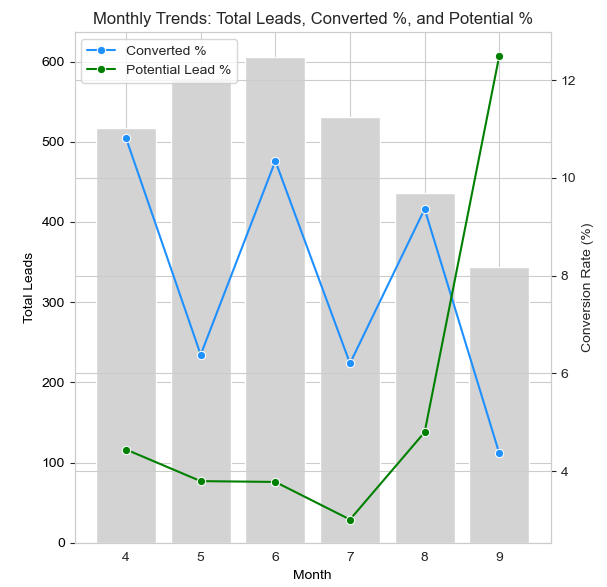 Monthly Trends: Total Leads, Converted %, and Potential %
Converted %
Potential Lead %
600
500
400
300
200
100
0
Total Leads
12
10
8
6
4
Conversion Rate (%)
4 5 6 7 8 9
Month